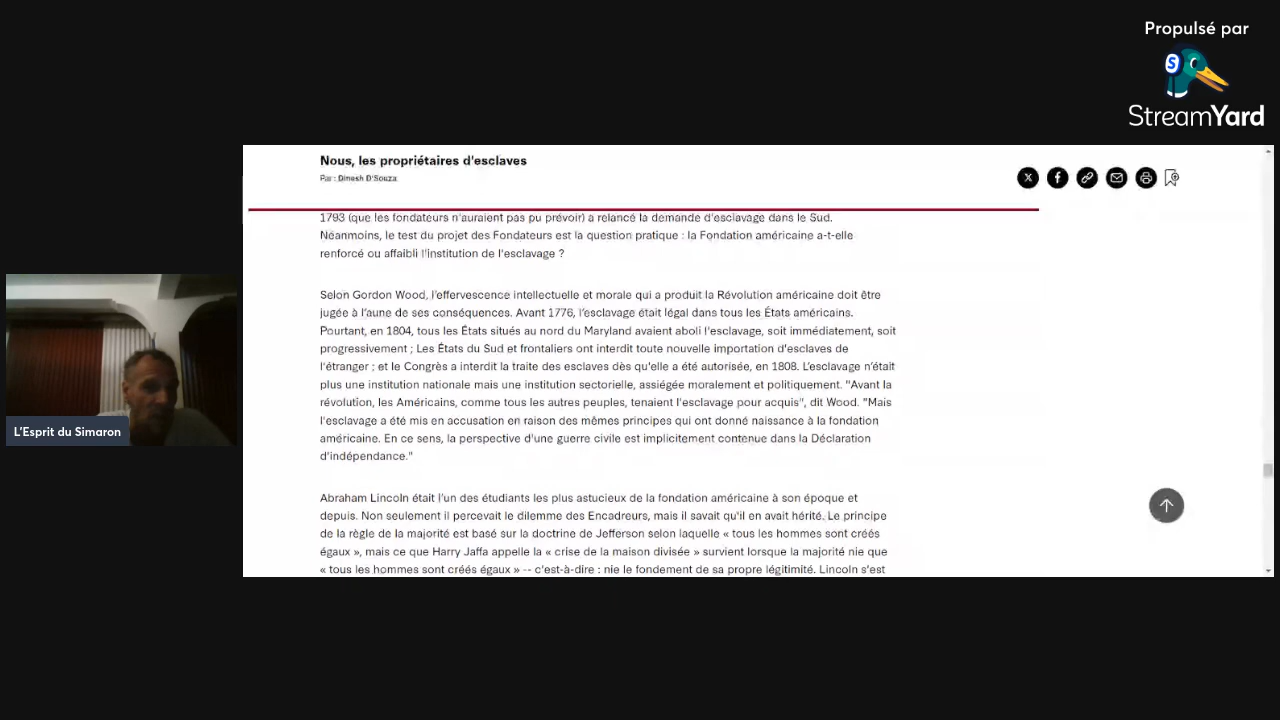 Propulsé par
StreamYard
Nous, les propriétaires d'esclaves
Par : Dinesh D'Souza
1793 (que les fondateurs n'auraient pas pu prévoir) a relancé la demande d'esclavage dans le Sud.
Néanmoins, le test du projet des Fondateurs est la question pratique : la Fondation américaine a-t-elle
renforcé ou affaibli l'institution de l'esclavage ?
Selon Gordon Wood, l'effervescence intellectuelle et morale qui a produit la Révolution américaine doit être
jugée à l'aune de ses conséquences. Avant 1776, l'esclavage était légal dans tous les États américains.
Pourtant, en 1804, tous les États situés au nord du Maryland avaient aboli l'esclavage, soit immédiatement, soit
progressivement ; Les États du Sud et frontaliers ont interdit toute nouvelle importation d'esclaves de
l'étranger ; et le Congrès a interdit la traite des esclaves dès qu'elle a été autorisée, en 1808. L'esclavage n'était
plus une institution nationale mais une institution sectorielle, assiégée moralement et politiquement. "Avant la
révolution, les Américains, comme tous les autres peuples, tenaient l'esclavage pour acquis", dit Wood. "Mais
l'esclavage a été mis en accusation en raison des mêmes principes qui ont donné naissance à la fondation
américaine. En ce sens, la perspective d'une guerre civile est implicitement contenue dans la Déclaration
d'indépendance."
Abraham Lincoln était l'un des étudiants les plus astucieux de la fondation américaine à son époque et
depuis. Non seulement il percevait le dilemme des Encadreurs, mais il savait qu'il en avait hérité. Le principe
de la règle de la majorité est basé sur la doctrine de Jefferson selon laquelle « tous les hommes sont créés
égaux », mais ce que Harry Jaffa appelle la « crise de la maison divisée » survient lorsque la majorité nie que
« tous les hommes sont créés égaux » -- c'est-à-dire : nie le fondement de sa propre légitimité. Lincoln s'est
L'Esprit du Simaron